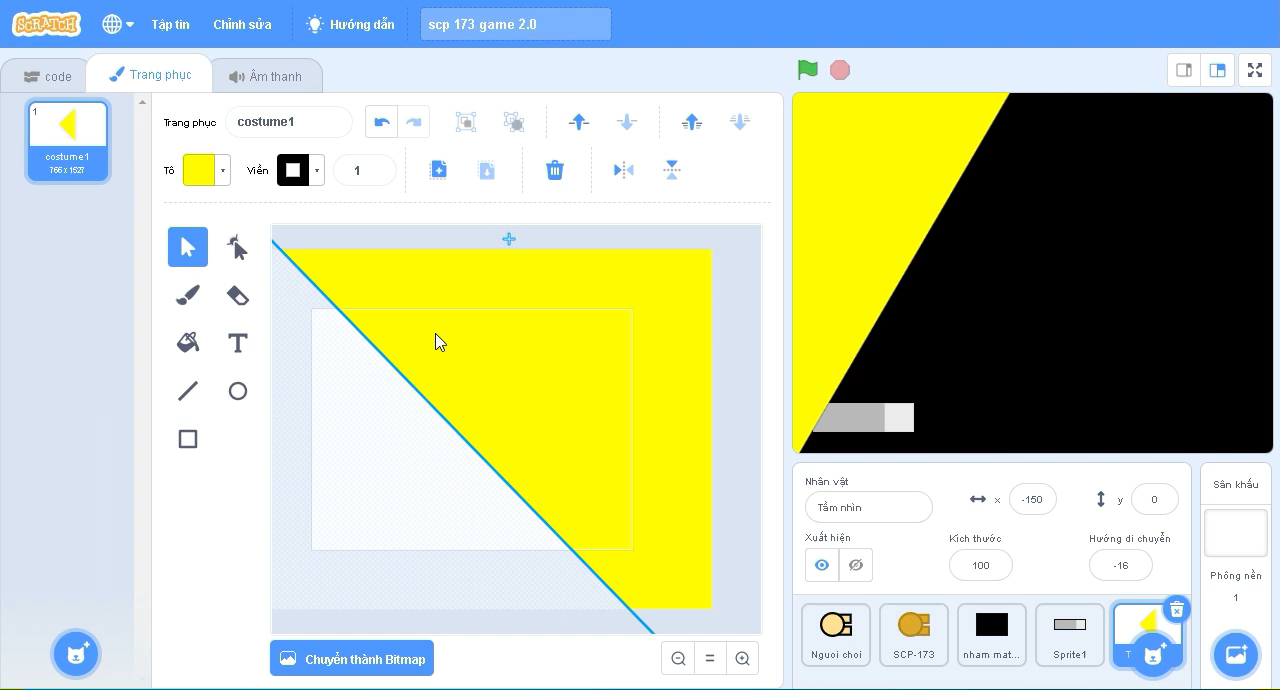 SCRATCH
Tập tin
Chỉnh sửa
Hướng dẫn
scp 173 game 2.0
code
Trang phục
Âm thanh
1
costume1
766 x 1527
Trang phục
costume1
Tô
Viền
1
Chuyển thành Bitmap
Nhân vật
Tầm nhìn
x
-150
y
0
Xuất hiện
Kích thước
100
Hướng di chuyển
-16
Sân khấu
Phông nền
1
Nguoi choi
SCP-173
nham mat...
Sprite1
T